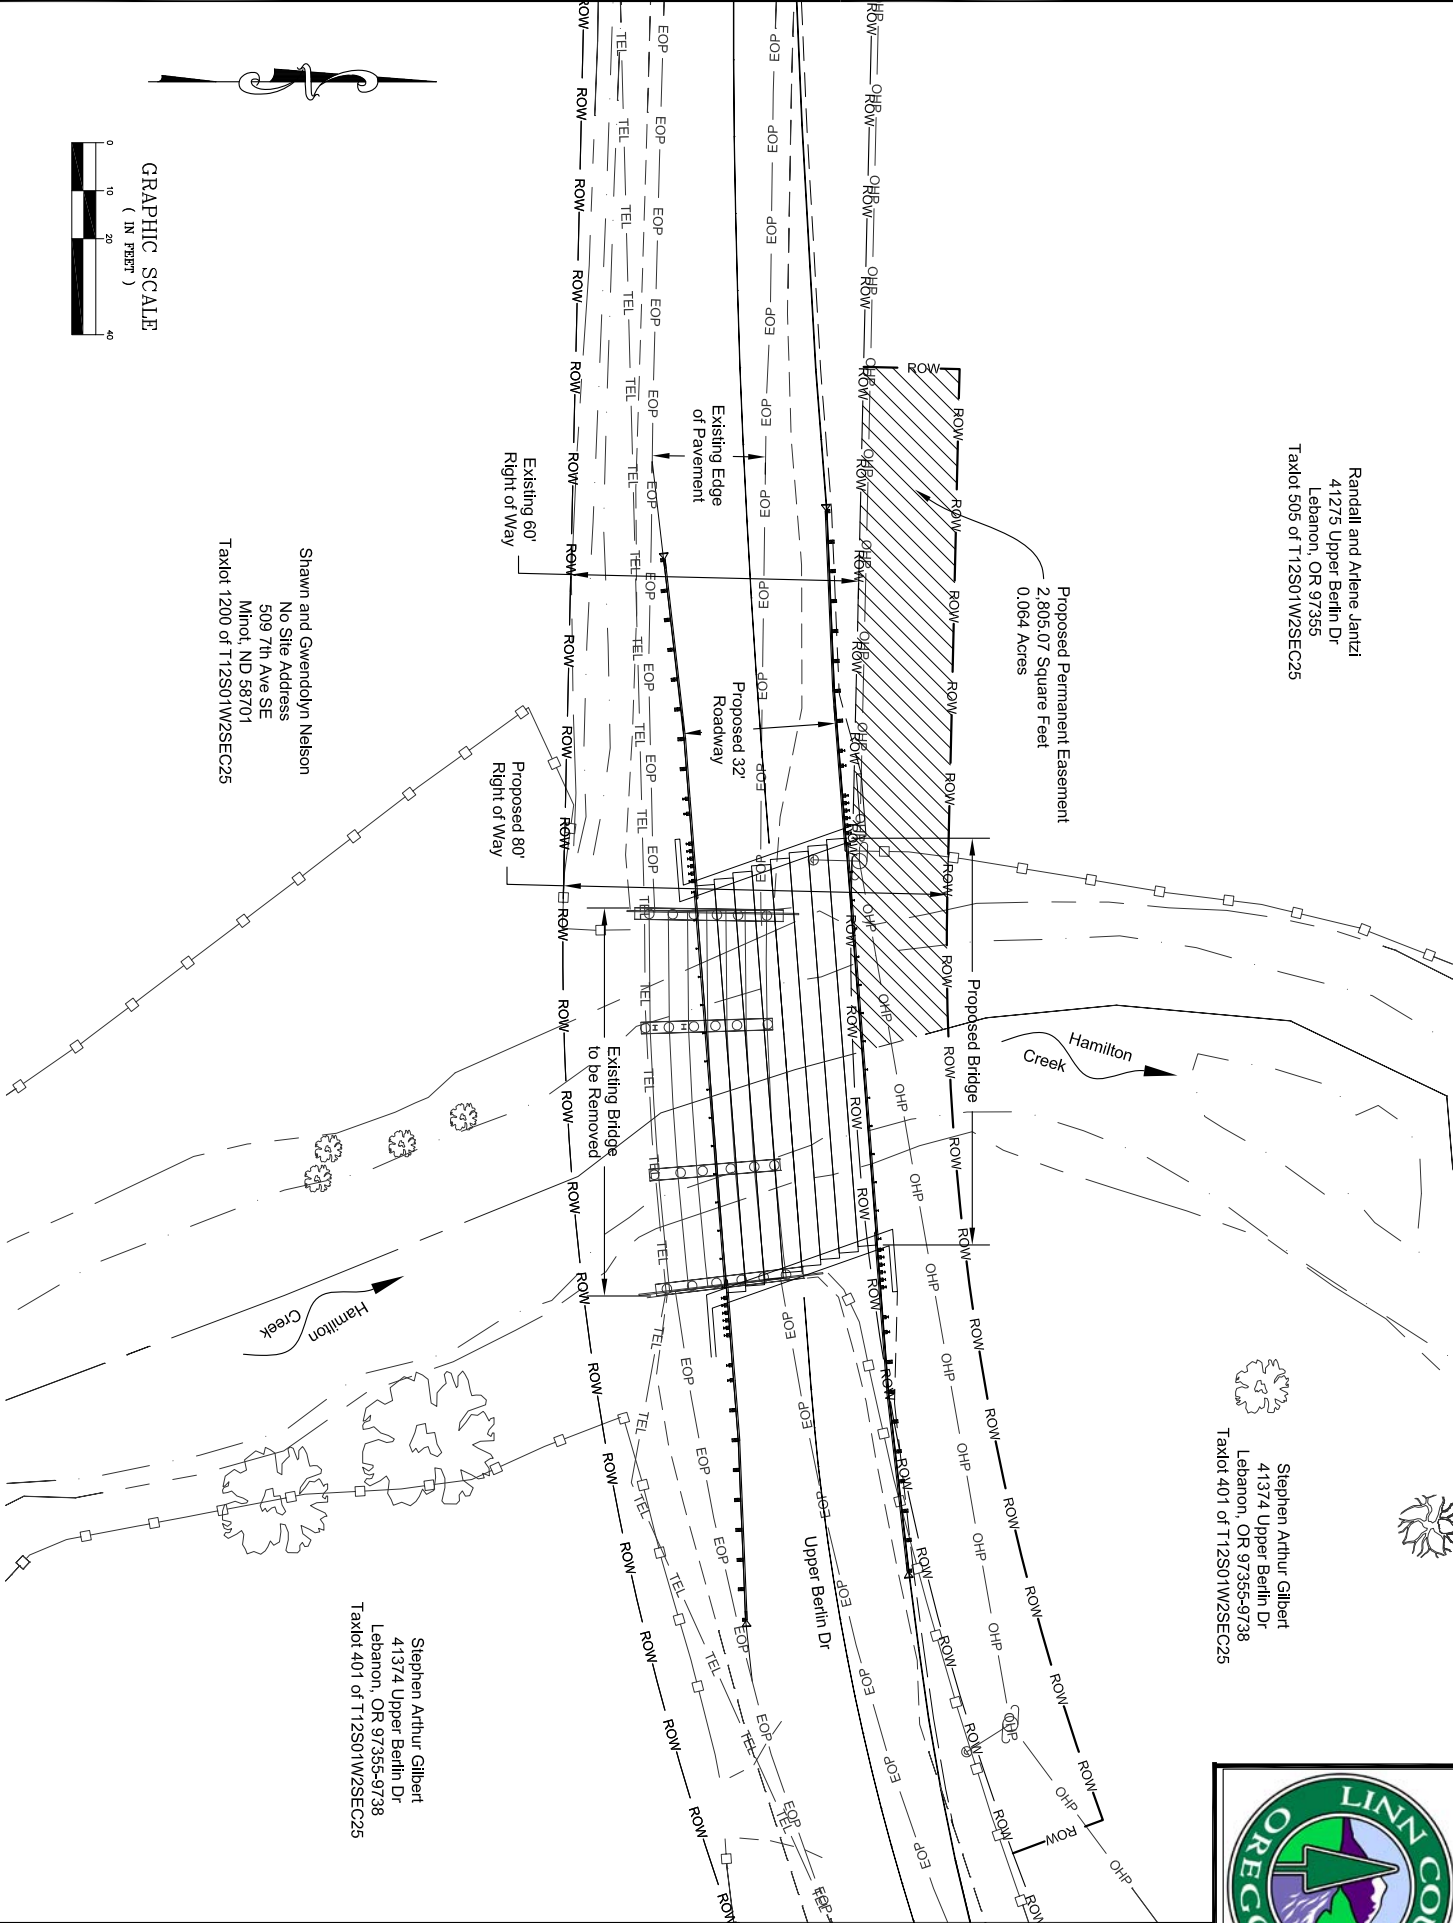 GRAPHIC SCALE
( IN FEET )
0
10
20
40
Randall and Arlene Jantzi
41275 Upper Berlin Dr
Lebanon, OR 97355
Taxlot 505 of T12S01W2SEC25
Proposed Permanent Easement
2,805.07 Square Feet
0.064 Acres
Existing Edge
of Pavement
Existing 60'
Right of Way
Proposed 32'
Roadway
Proposed 80'
Right of Way
Shawn and Gwendolyn Nelson
No Site Address
509 7th Ave SE
Minot, ND 58701
Taxlot 1200 of T12S01W2SEC25
Proposed Bridge
Existing Bridge
to be Removed
Hamilton
Creek
Hamilton
Creek
Upper Berlin Dr
Stephen Arthur Gilbert
41374 Upper Berlin Dr
Lebanon, OR 97355-9738
Taxlot 401 of T12S01W2SEC25
Stephen Arthur Gilbert
41374 Upper Berlin Dr
Lebanon, OR 97355-9738
Taxlot 401 of T12S01W2SEC25
ROW
TEL
EOP
OHP
LINN COU
OREGO